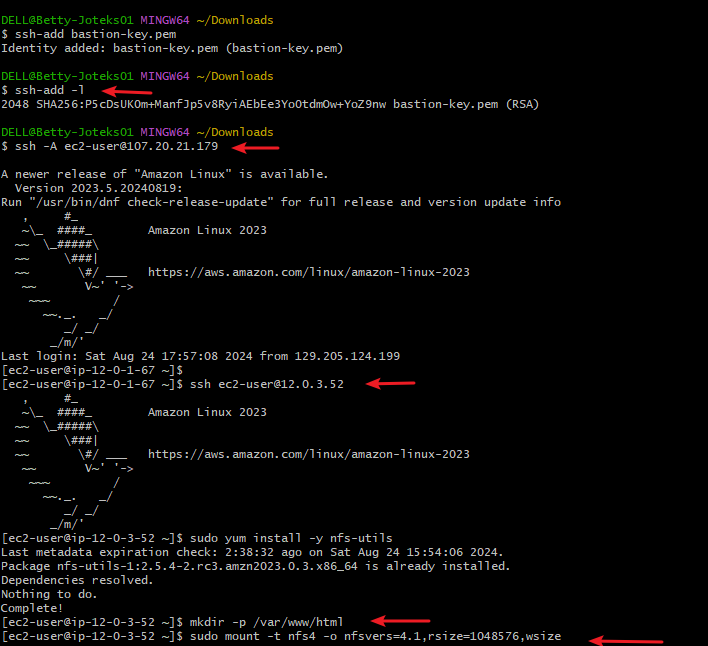 DELL@Betty-Joteks01 MINGW64 ~/Downloads
$ ssh-add bastion-key.pem
Identity added: bastion-key.pem (bastion-key.pem)

DELL@Betty-Joteks01 MINGW64 ~/Downloads
$ ssh-add -l
2048 SHA256:P5cDsUKOm+ManfJp5v8RyiAEbEe3YoOtdmOw+YoZ9nw bastion-key.pem (RSA)

DELL@Betty-Joteks01 MINGW64 ~/Downloads
$ ssh -A ec2-user@107.20.21.179

A newer release of "Amazon Linux" is available.
  Version 2023.5.20240819:
Run "/usr/bin/dnf check-release-update" for full release and version update info
   ,     #_
   ~\_  ####_        Amazon Linux 2023
  ~~  \_#####\
  ~~     \###|
  ~~       \#/ ___   https://aws.amazon.com/linux/amazon-linux-2023
   ~~       V~' '->
    ~~~         /
      ~~._.   _/
         _/ _/
       _/m/'
Last login: Sat Aug 24 17:57:08 2024 from 129.205.124.199
[ec2-user@ip-12-0-1-67 ~]$
[ec2-user@ip-12-0-1-67 ~]$ ssh ec2-user@12.0.3.52
   ,     #_
   ~\_  ####_        Amazon Linux 2023
  ~~  \_#####\
  ~~     \###|
  ~~       \#/ ___   https://aws.amazon.com/linux/amazon-linux-2023
   ~~       V~' '->
    ~~~         /
      ~~._.   _/
         _/ _/
       _/m/'
[ec2-user@ip-12-0-3-52 ~]$ sudo yum install -y nfs-utils
Last metadata expiration check: 2:38:32 ago on Sat Aug 24 15:54:06 2024.
Package nfs-utils-1:2.5.4-2.rc3.amzn2023.0.3.x86_64 is already installed.
Dependencies resolved.
Nothing to do.
Complete!
[ec2-user@ip-12-0-3-52 ~]$ mkdir -p /var/www/html
[ec2-user@ip-12-0-3-52 ~]$ sudo mount -t nfs4 -o nfsvers=4.1,rsize=1048576,wsize